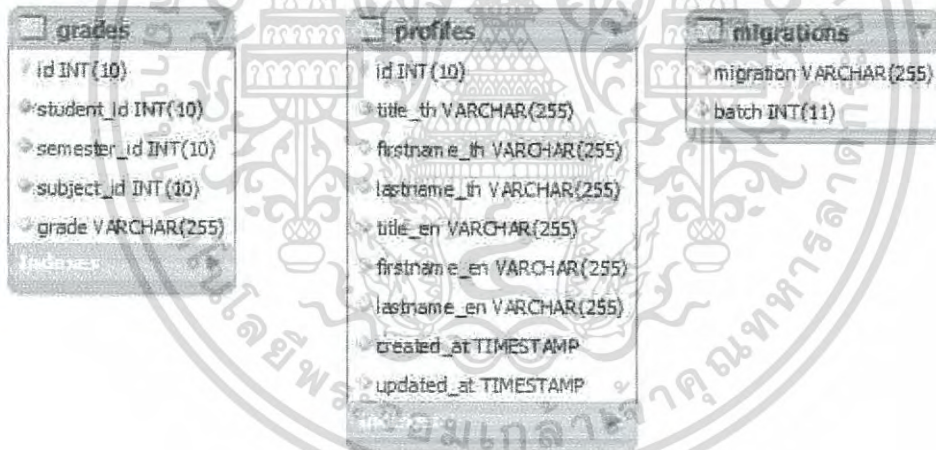 grades
id INT(10)
student_id INT(10)
semester_id INT(10)
subject_id INT(10)
grade VARCHAR(255)
Indexes
profiles
id INT(10)
title_th VARCHAR(255)
firstname_th VARCHAR(255)
lastname_th VARCHAR(255)
title_en VARCHAR(255)
firstname_en VARCHAR(255)
lastname_en VARCHAR(255)
created_at TIMESTAMP
updated_at TIMESTAMP
migrations
migration VARCHAR(255)
batch INT(11)